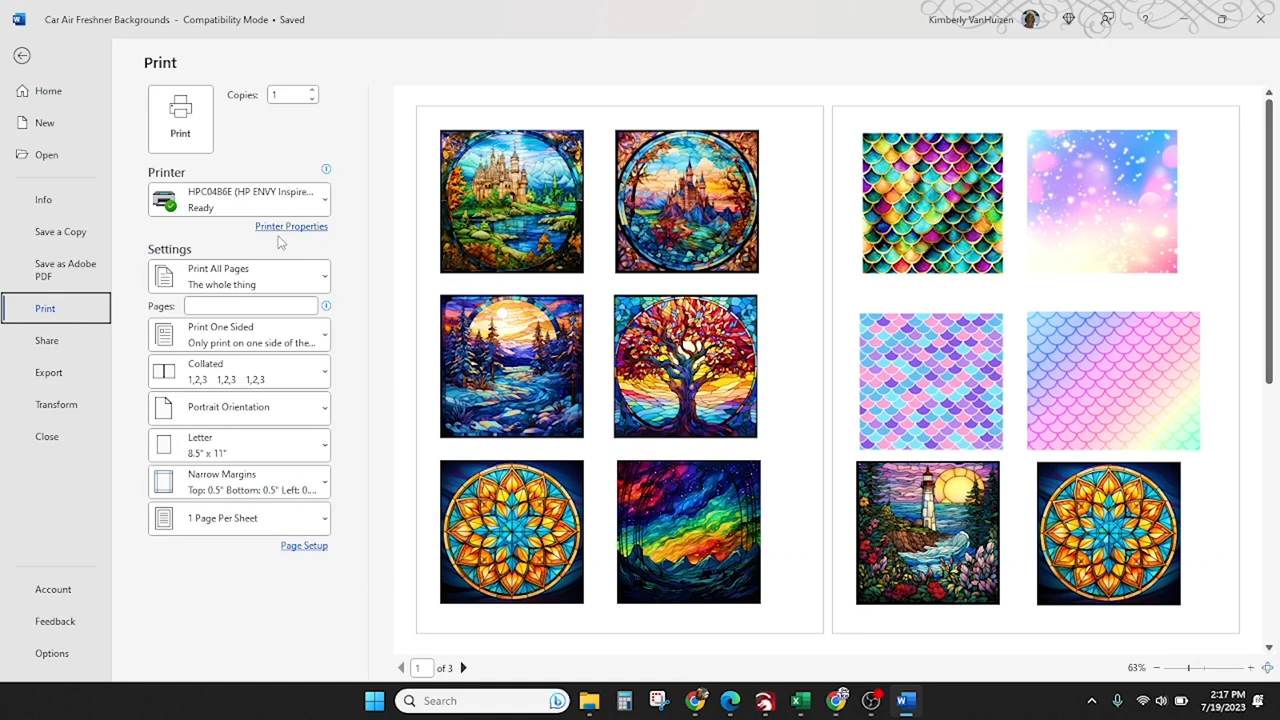 Car Air Freshner Backgrounds - Compatibility Mode • Saved
Kimberly VanHuizen
?
Print
Home
New
Open
Info
Save a Copy
Save as Adobe
PDF
Print
Share
Export
Transform
Close
Account
Feedback
Options
Print
Copies: 1
Printer
HPC04B6E (HP ENVY Inspire...
Ready
Printer Properties
Settings
Print All Pages
The whole thing
Pages:
Print One Sided
Only print on one side of the...
Collated
1,2,3 1,2,3 1,2,3
Portrait Orientation
Letter
8.5" x 11"
Narrow Margins
Top: 0.5" Bottom: 0.5" Left: 0....
1 Page Per Sheet
Page Setup
1 of 3
63%
Search
2:17 PM
7/19/2023